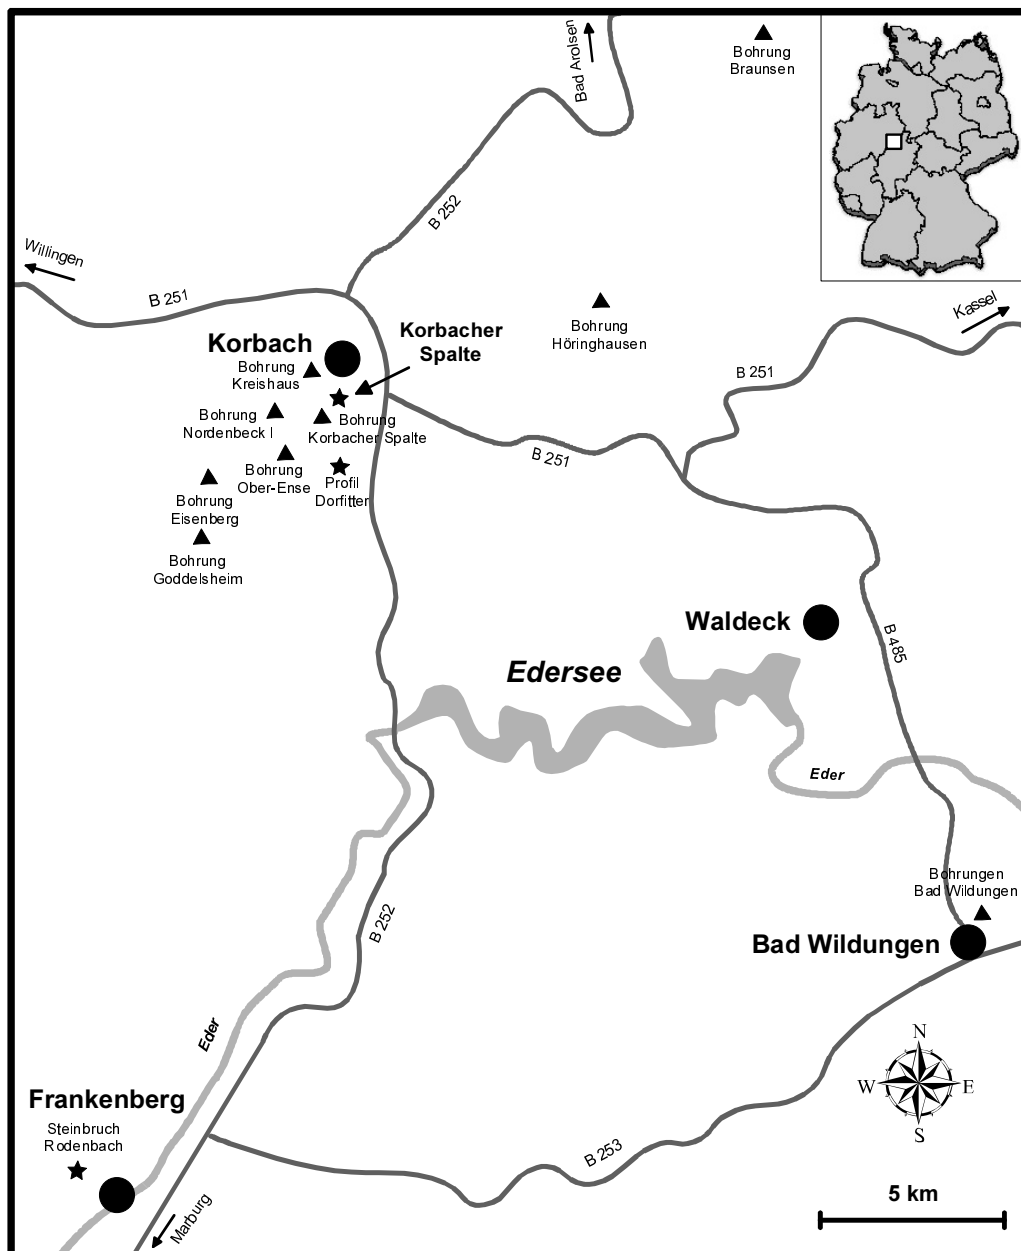 Bad Arolsen
Bohrung
Braunsen
B 252
Willingen
B 251
Kassel
Korbach
Korbacher
Spalte
Bohrung
Höringhausen
Bohrung
Kreishaus
B 251
Bohrung
Nordenbeck I
Bohrung
Korbacher Spalte
B 251
Bohrung
Ober-Ense
Profil
Dorfitter
Bohrung
Eisenberg
Bohrung
Goddelsheim
Waldeck
B 485
Edersee
Eder
Bohrungen
Bad Wildungen
B 252
Bad Wildungen
Eder
N
W
E
S
Frankenberg
Steinbruch
Rodenbach
B 253
Marburg
5 km